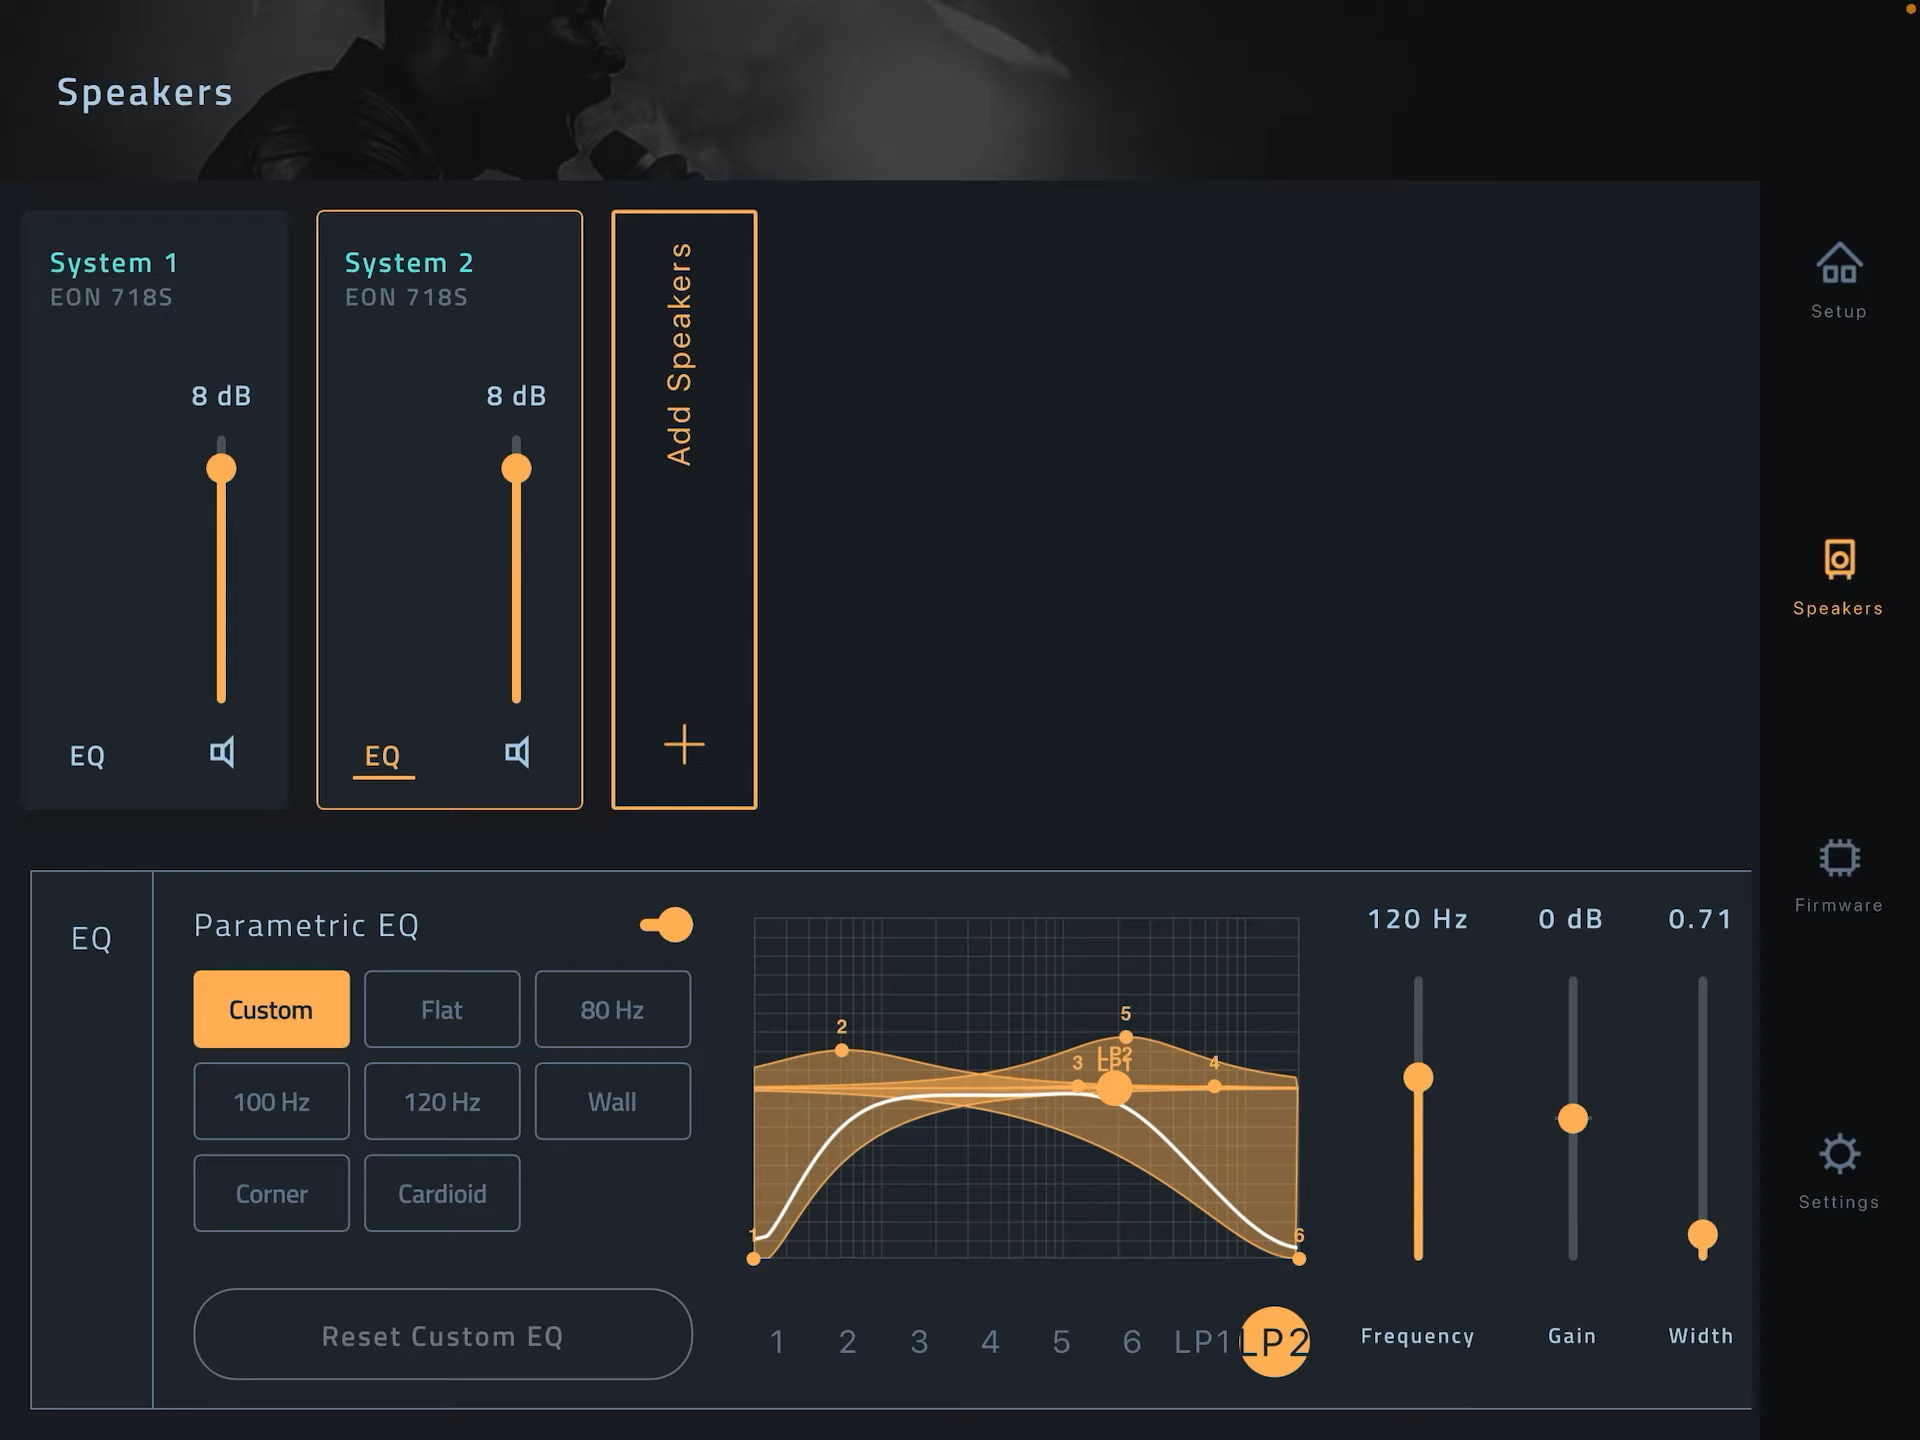 Speakers
System 1
EON 718S
8 dB
EQ
System 2
EON 718S
8 dB
EQ
Add Speakers
Setup
Speakers
Firmware
Settings
EQ
Parametric EQ
Custom
Flat
80 Hz
100 Hz
120 Hz
Wall
Corner
Cardioid
Reset Custom EQ
2
5
3
LP2
LP1
4
1
6
1 2 3 4 5 6 LP1 LP2
120 Hz
0 dB
0.71
Frequency
Gain
Width